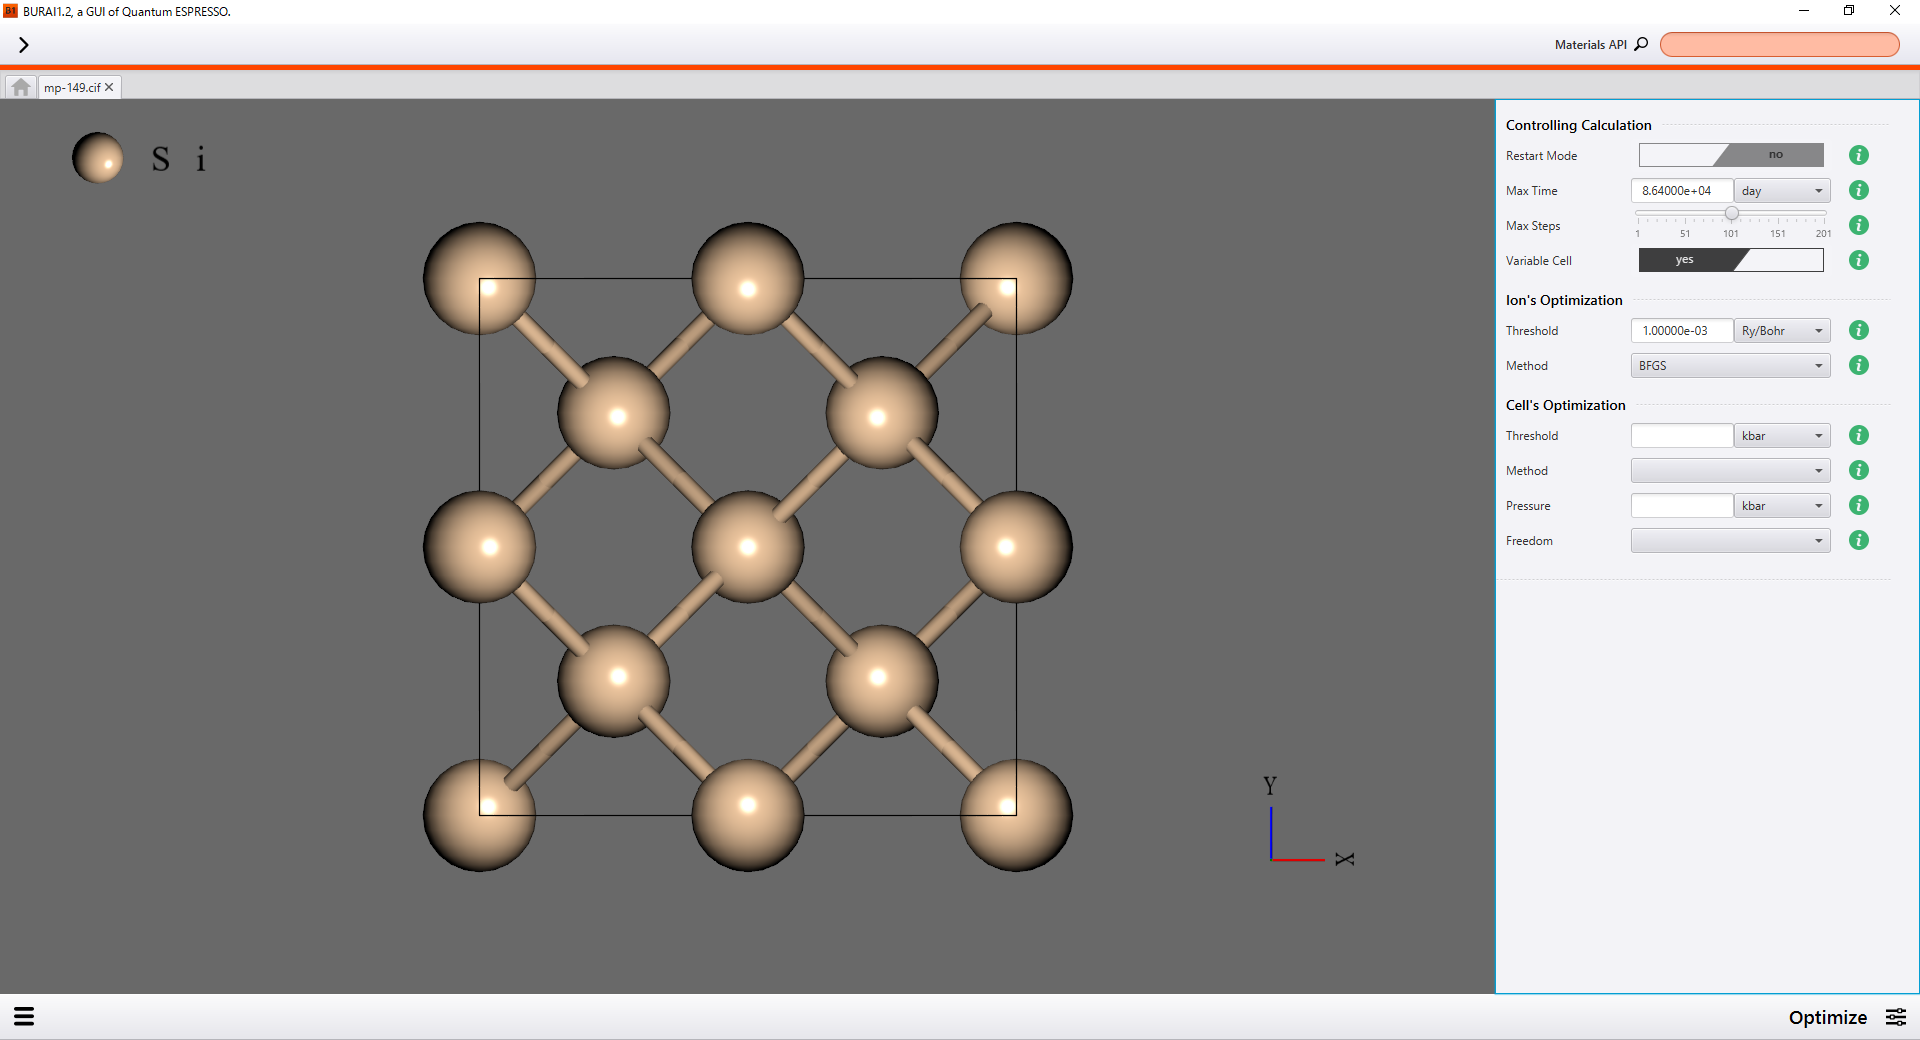 BURAI1.2, a GUI of Quantum ESPRESSO.
Materials API
mp-149.cif
Si
Y
X
Controlling Calculation
Restart Mode no
Max Time 8.64000e+04 day
Max Steps 1 51 101 151 201
Variable Cell yes
Ion's Optimization
Threshold 1.00000e-03 Ry/Bohr
Method BFGS
Cell's Optimization
Threshold kbar
Method
Pressure kbar
Freedom
Optimize